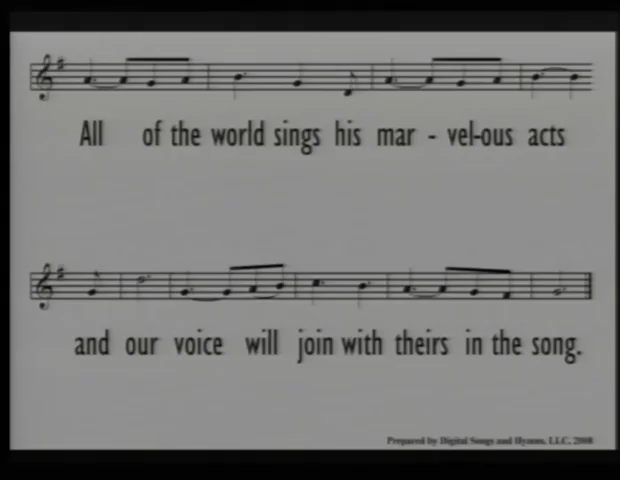 All of the world sings his mar - vel-ous acts
and our voice will join with theirs in the song.
Prepared by Digital Songs and Hymns, LLC, 2008